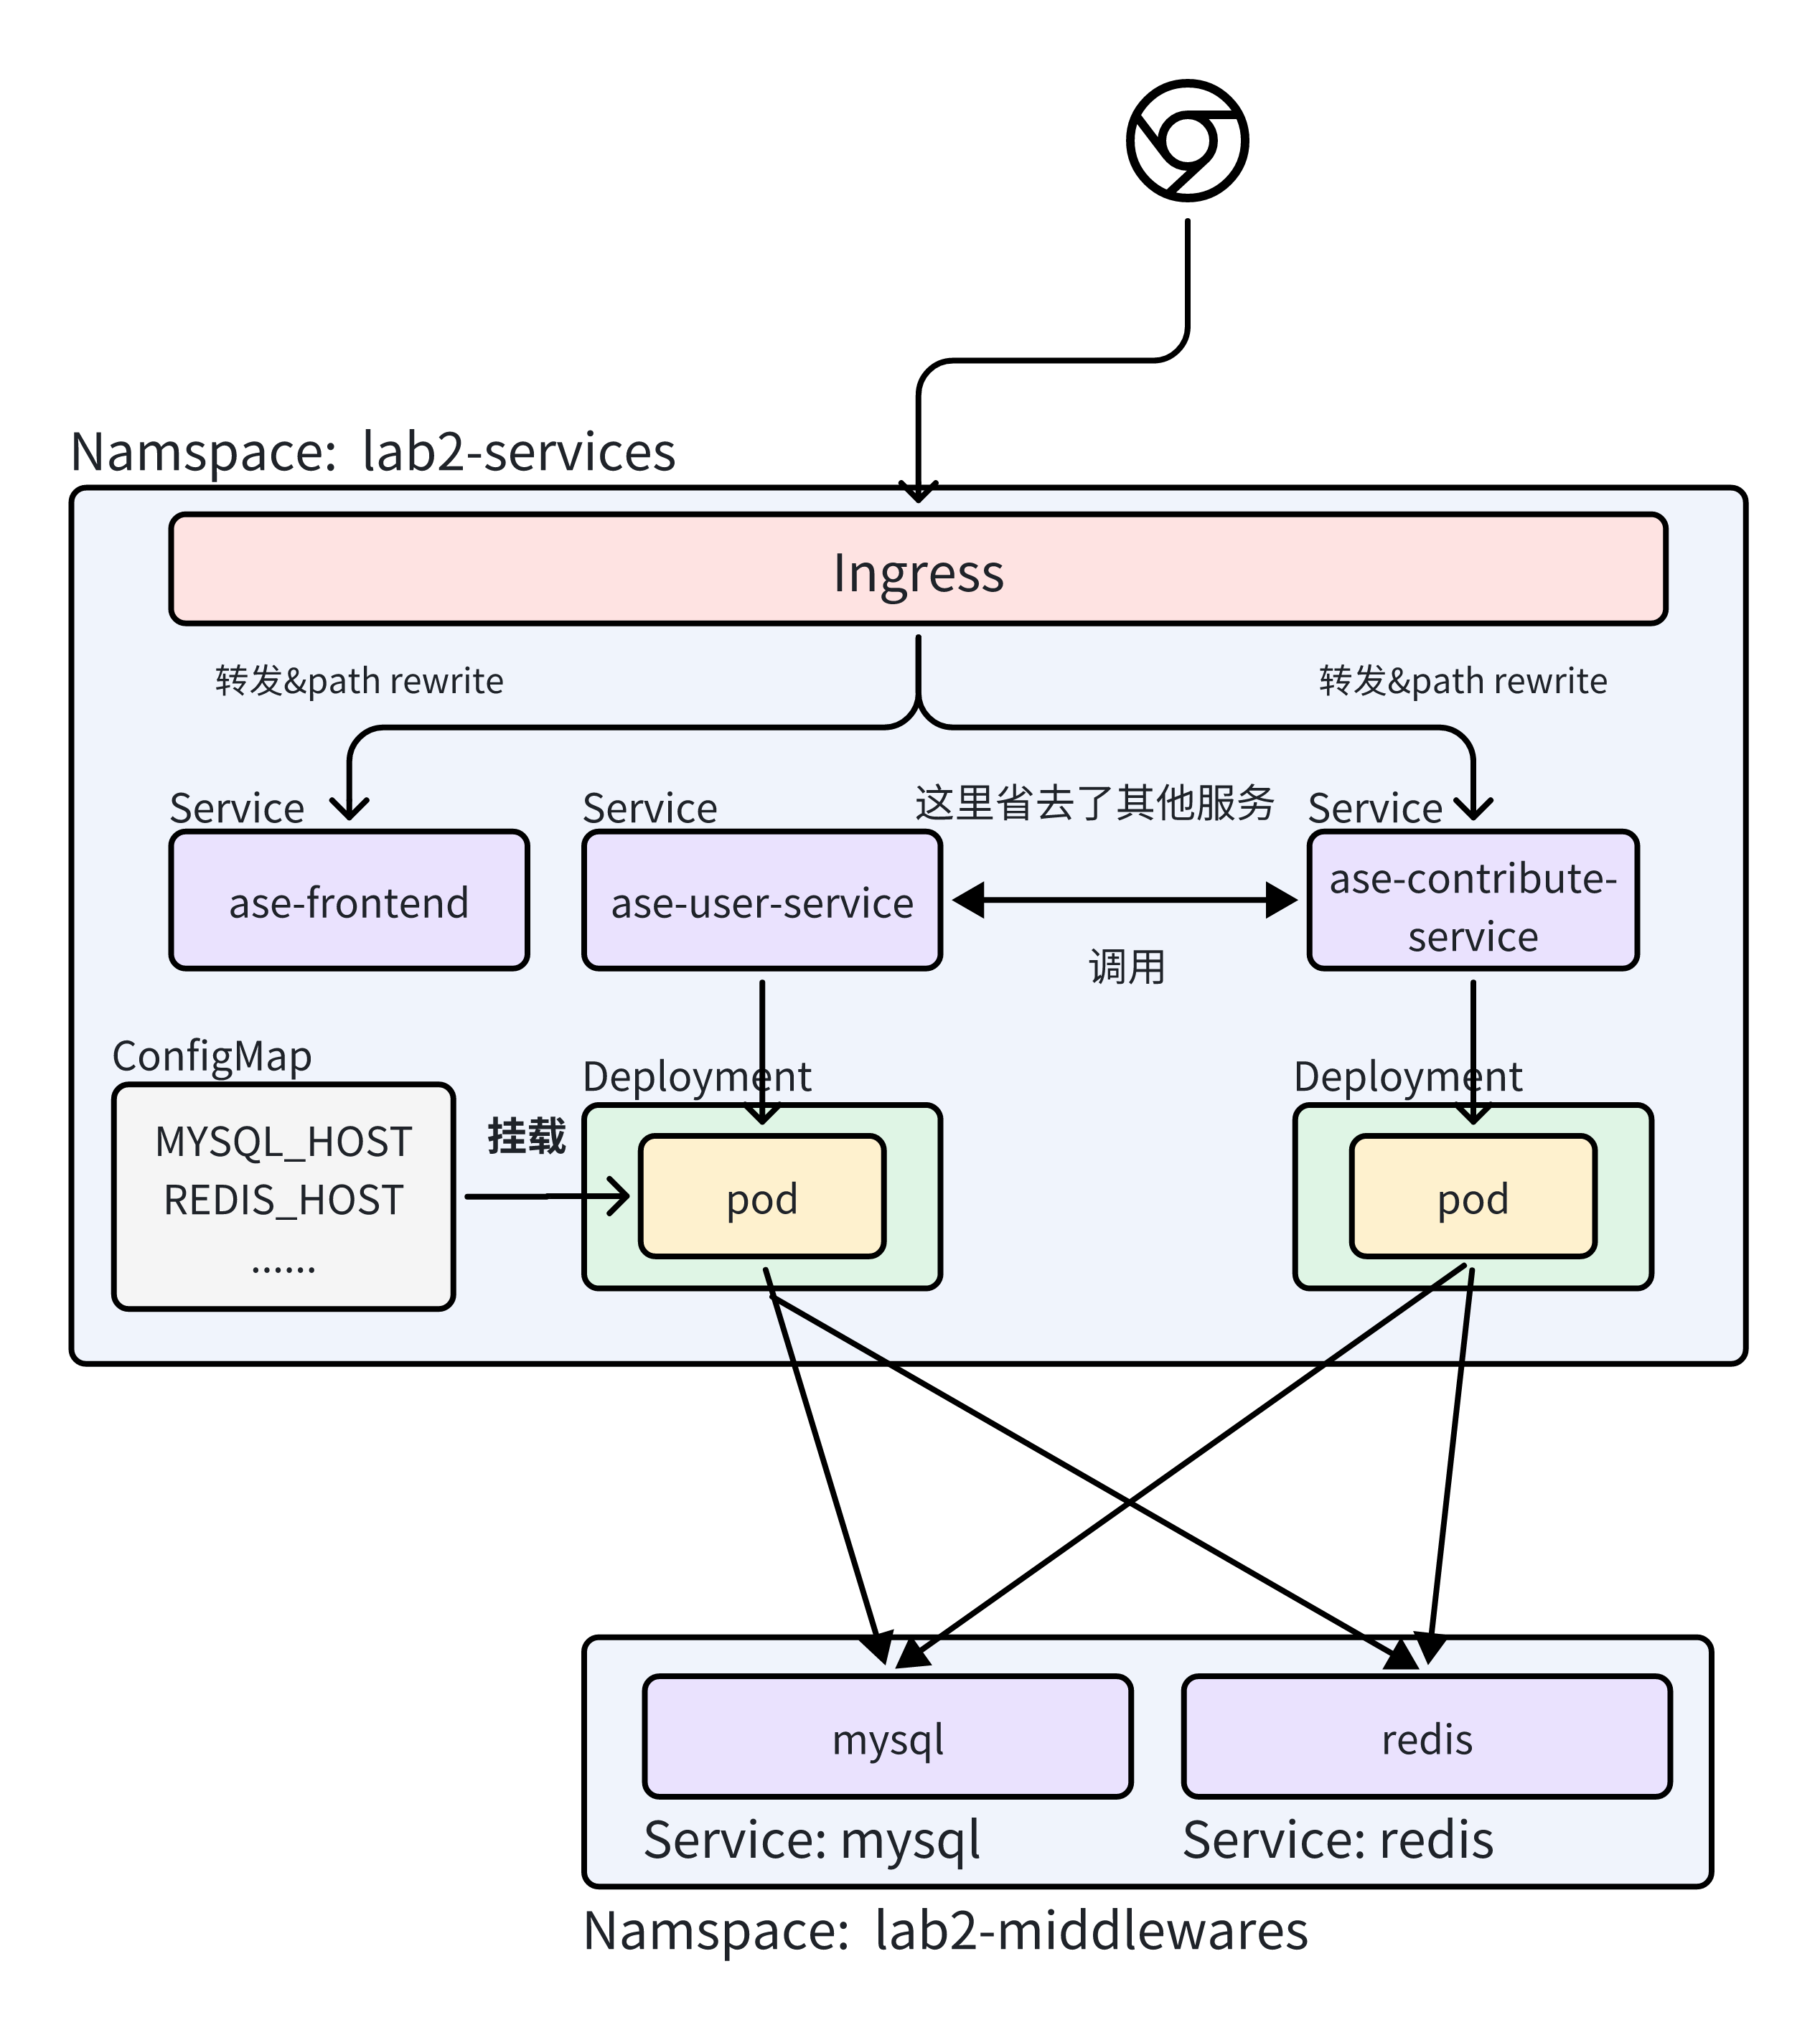 Namspace: lab2-services
Ingress
转发&path rewrite
转发&path rewrite
Service
Service
这里省去了其他服务
Service
ase-frontend
ase-user-service
ase-contribute-
service
调用
ConfigMap
Deployment
Deployment
MYSQL_HOST
REDIS_HOST
......
挂载
pod
pod
mysql
redis
Service: mysql
Service: redis
Namspace: lab2-middlewares